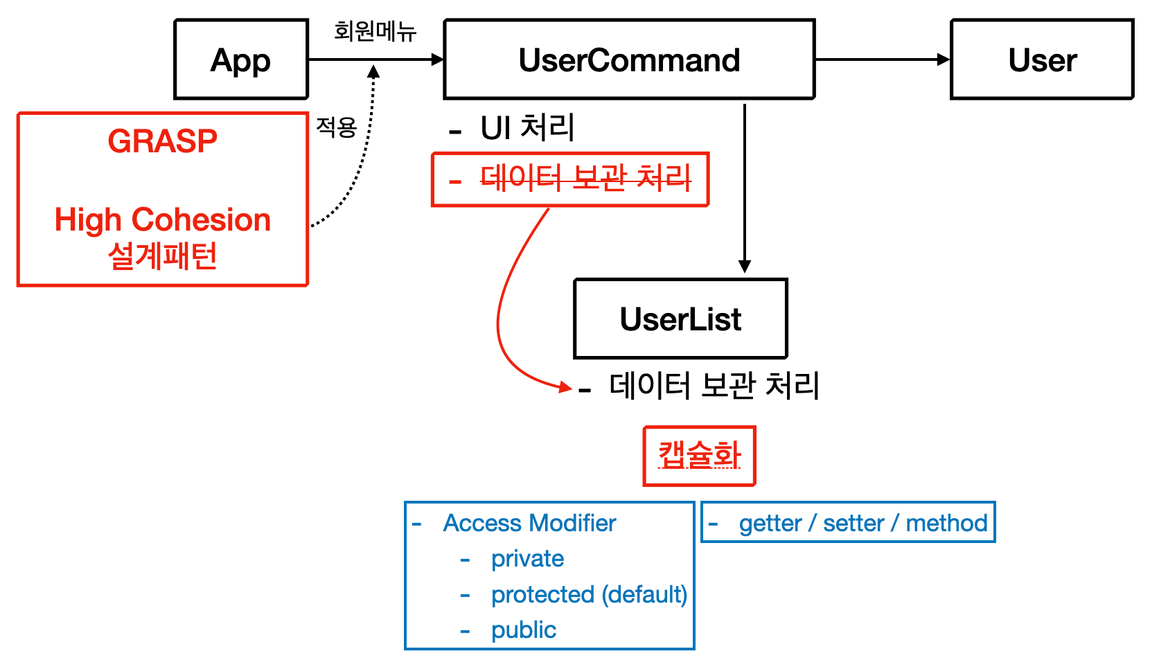 App
회원메뉴
UserCommand
User
GRASP
High Cohesion
설계패턴
적용
- UI 처리
- 데이터 보관 처리
UserList
- 데이터 보관 처리
캡슐화
- Access Modifier
- private
- protected (default)
- public
- getter / setter / method